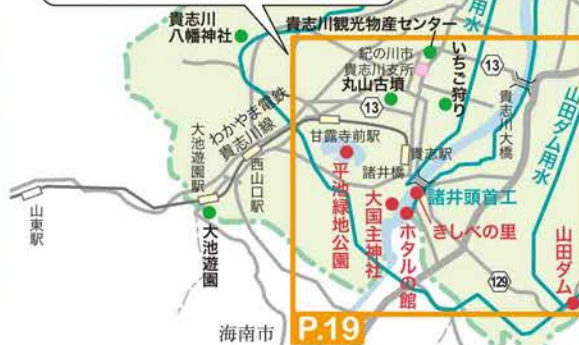 貴志川
八幡神社
貴志川観光物産センター
紀の川市
貴志川支所
丸山古墳
いちご狩り
13
13
貴志川大橋
用水
山田ダム用水
わかやま電鉄
貴志川線
大池遊園駅
西山口駅
甘露寺前駅
貴志駅
諸井橋
諸井頭首工
平池緑地公園
大国主神社
ホタルの館
きしべの里
山田ダム
山東駅
大池遊園
129
海南市
P.19